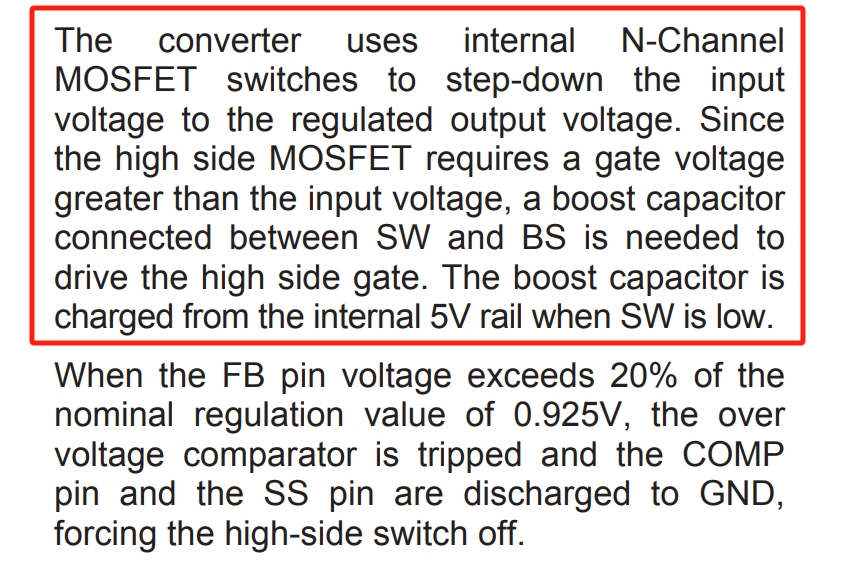 The converter uses internal N-Channel
MOSFET switches to step-down the input
voltage to the regulated output voltage. Since
the high side MOSFET requires a gate voltage
greater than the input voltage, a boost capacitor
connected between SW and BS is needed to
drive the high side gate. The boost capacitor is
charged from the internal 5V rail when SW is low.
When the FB pin voltage exceeds 20% of the
nominal regulation value of 0.925V, the over
voltage comparator is tripped and the COMP
pin and the SS pin are discharged to GND,
forcing the high-side switch off.